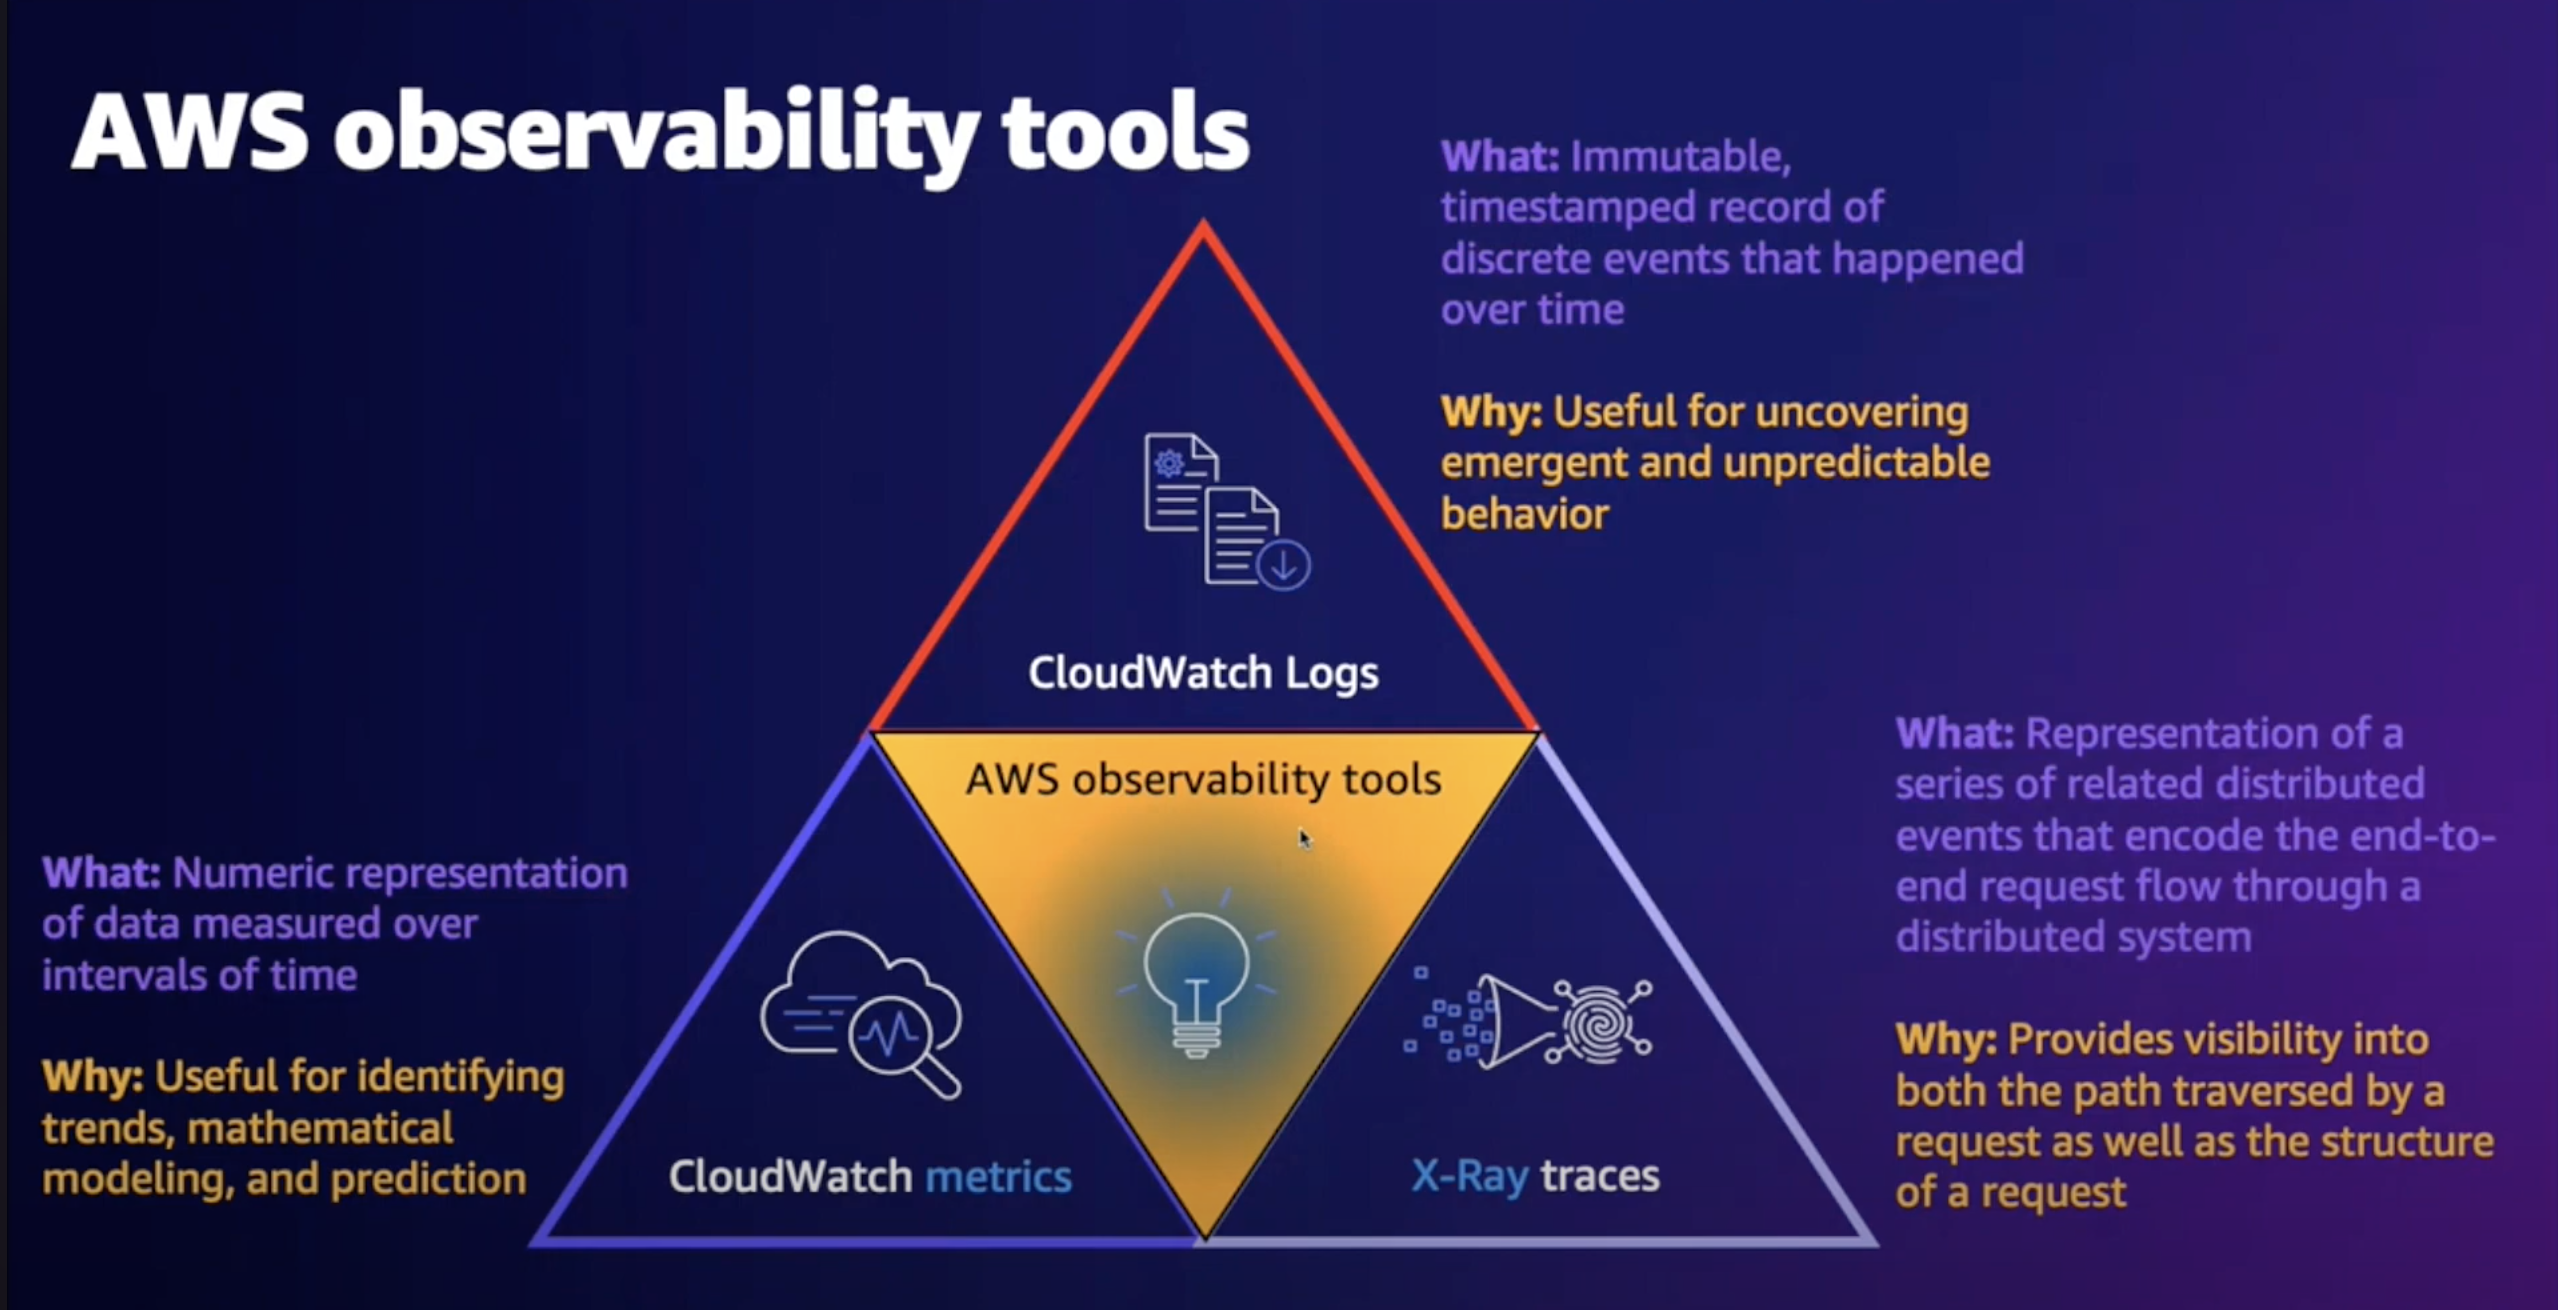 AWS observability tools
What: Immutable,
timestamped record of
discrete events that happened
over time
Why: Useful for uncovering
emergent and unpredictable
behavior
CloudWatch Logs
AWS observability tools
What: Numeric representation
of data measured over
intervals of time
Why: Useful for identifying
trends, mathematical
modeling, and prediction
CloudWatch metrics
X-Ray traces
What: Representation of a
series of related distributed
events that encode the end-to-
end request flow through a
distributed system
Why: Provides visibility into
both the path traversed by a
request as well as the structure
of a request